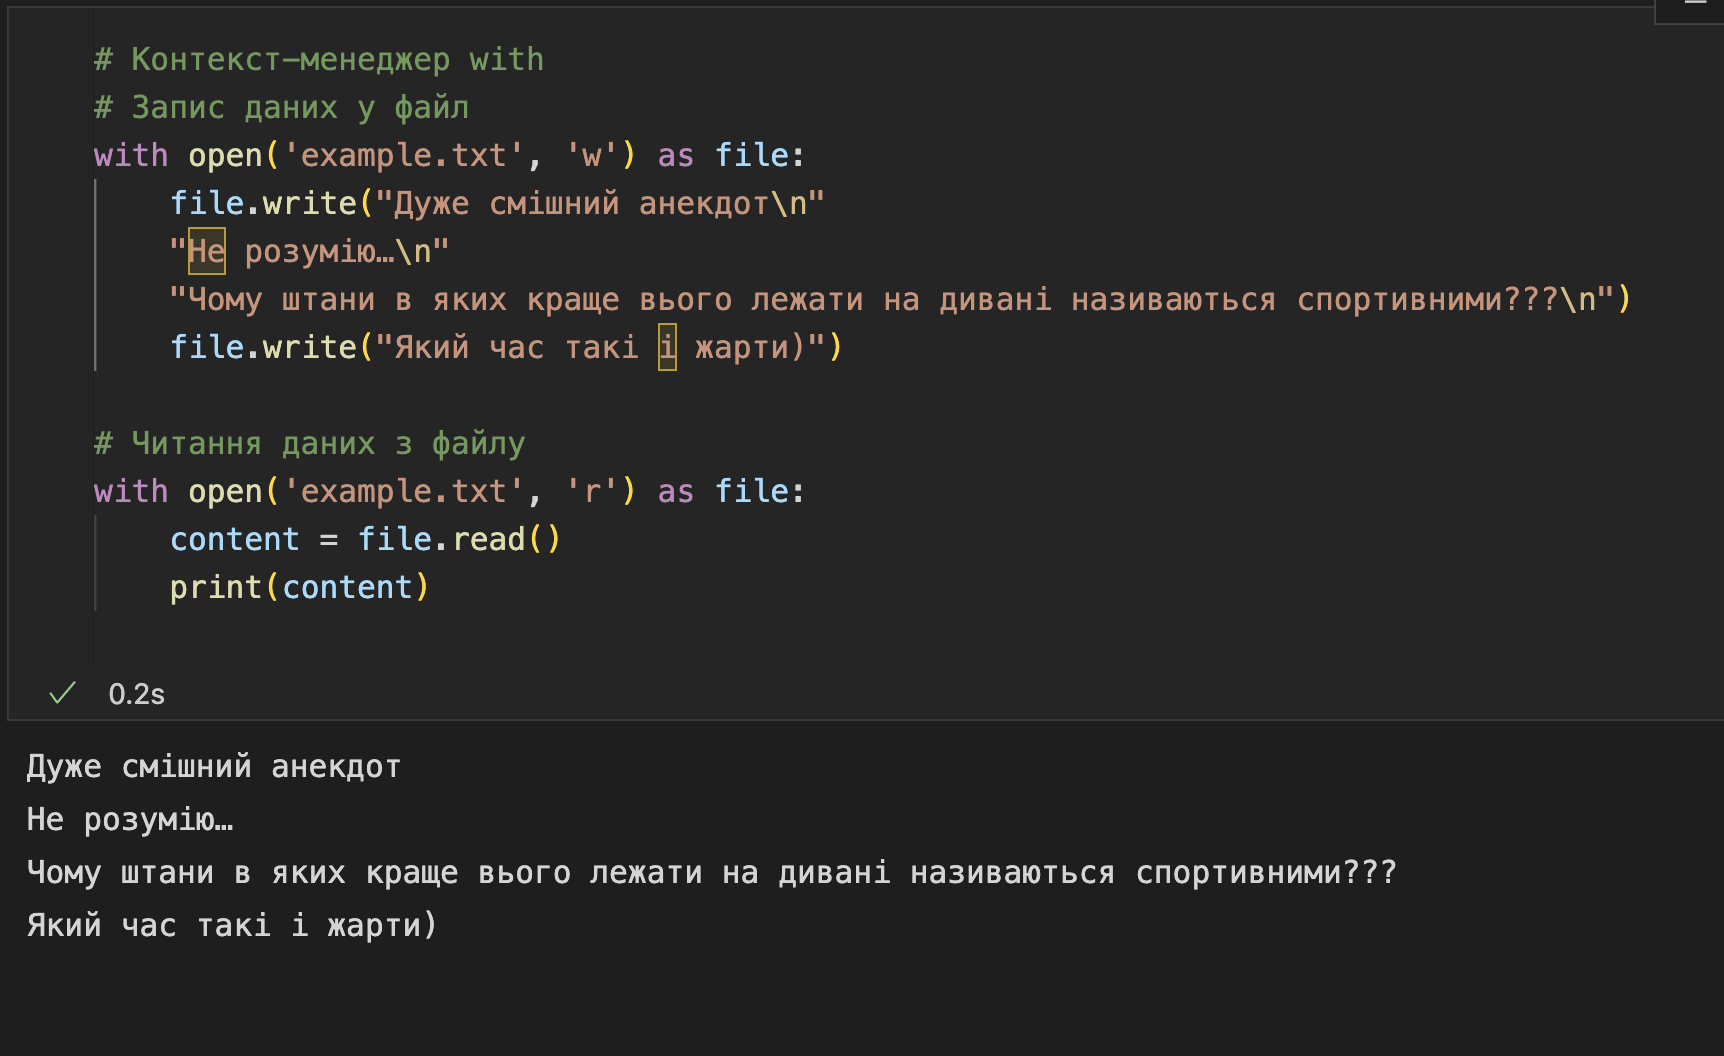 # Контекст-менеджер with
# Запис даних у файл
with open('example.txt', 'w') as file:
    file.write("Дуже смішний анекдот\n"
    "Не розумію…\n"
    "Чому штани в яких краще вього лежати на дивані називаються спортивними???\n")
    file.write("Який час такі і жарти)")

# Читання даних з файлу
with open('example.txt', 'r') as file:
    content = file.read()
    print(content)

0.2s
Дуже смішний анекдот
Не розумію…
Чому штани в яких краще вього лежати на дивані називаються спортивними???
Який час такі і жарти)